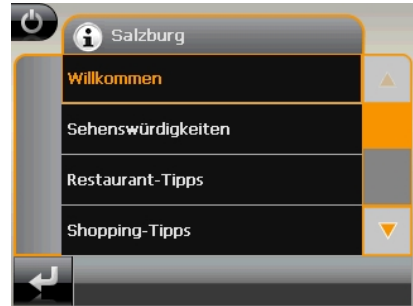 Salzburg
Willkommen
Sehenswürdigkeiten
Restaurant-Tipps
Shopping-Tipps